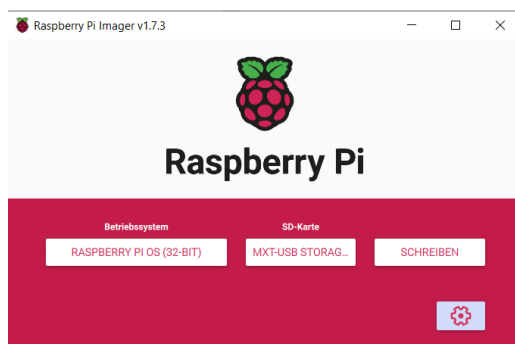 Raspberry Pi Imager v1.7.3
Raspberry Pi
Betriebssystem
SD-Karte
RASPBERRY PI OS (32-BIT)
MXT-USB STORAG...
SCHREIBEN